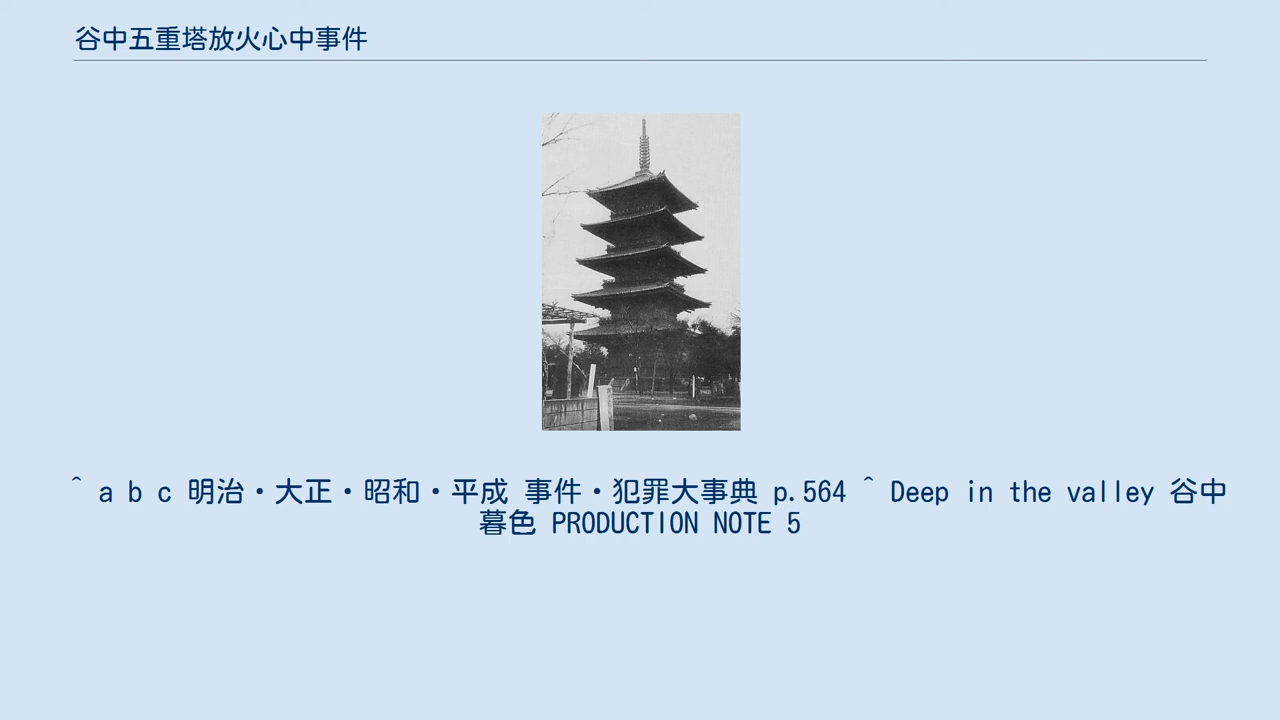 谷中五重塔放火心中事件
^ a b c 明治・大正・昭和・平成 事件・犯罪大事典 p.564 ^ Deep in the valley 谷中
暮色 PRODUCTION NOTE 5